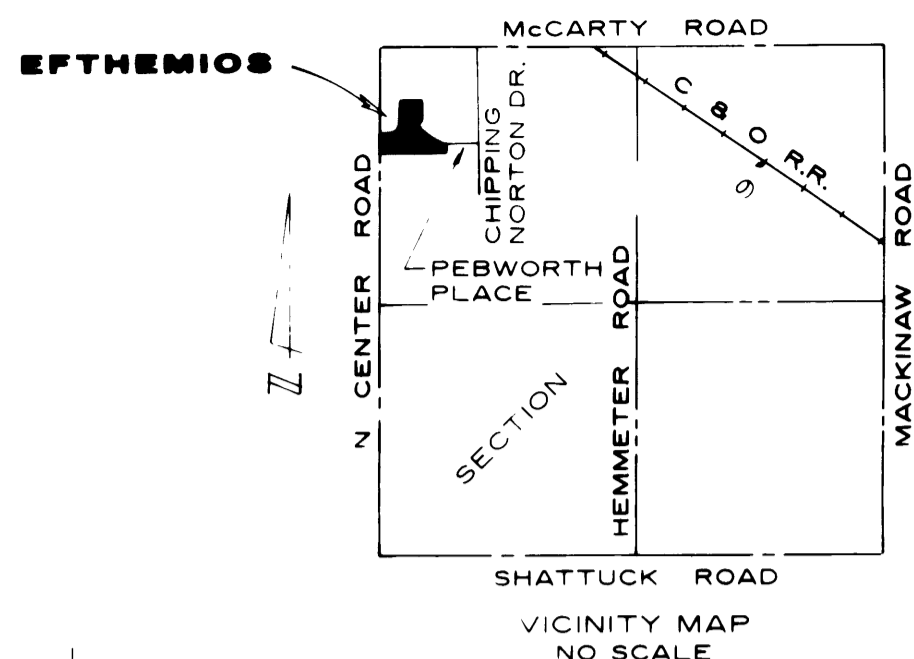 McCARTY ROAD
EFTHEMIOS
CHIPPING
NORTON DR.
C & O R.R.
9
N CENTER ROAD
PEBWORTH
PLACE
HEMMETER ROAD
MACKINAW ROAD
N
SECTION
SHATTUCK ROAD
VICINITY MAP
NO SCALE